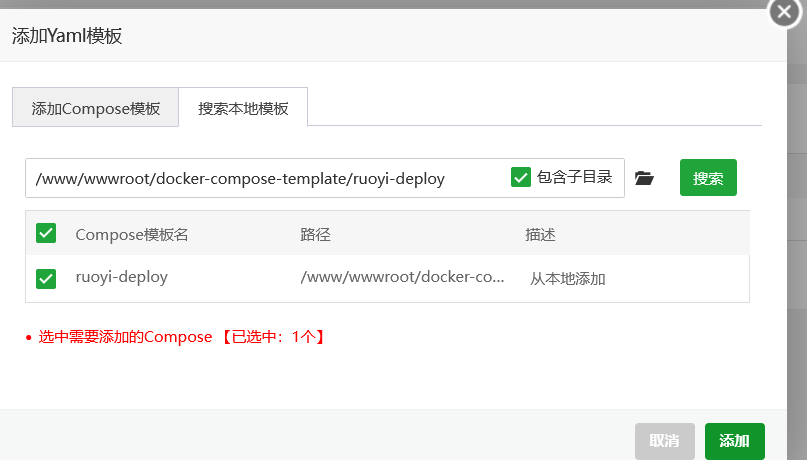 添加Yaml模板
添加Compose模板 搜索本地模板
/www/wwwroot/docker-compose-template/ruoyi-deploy 包含子目录 搜索
Compose模板名 路径 描述
ruoyi-deploy /www/wwwroot/docker-co... 从本地添加
• 选中需要添加的Compose 【已选中：1个】
取消 添加